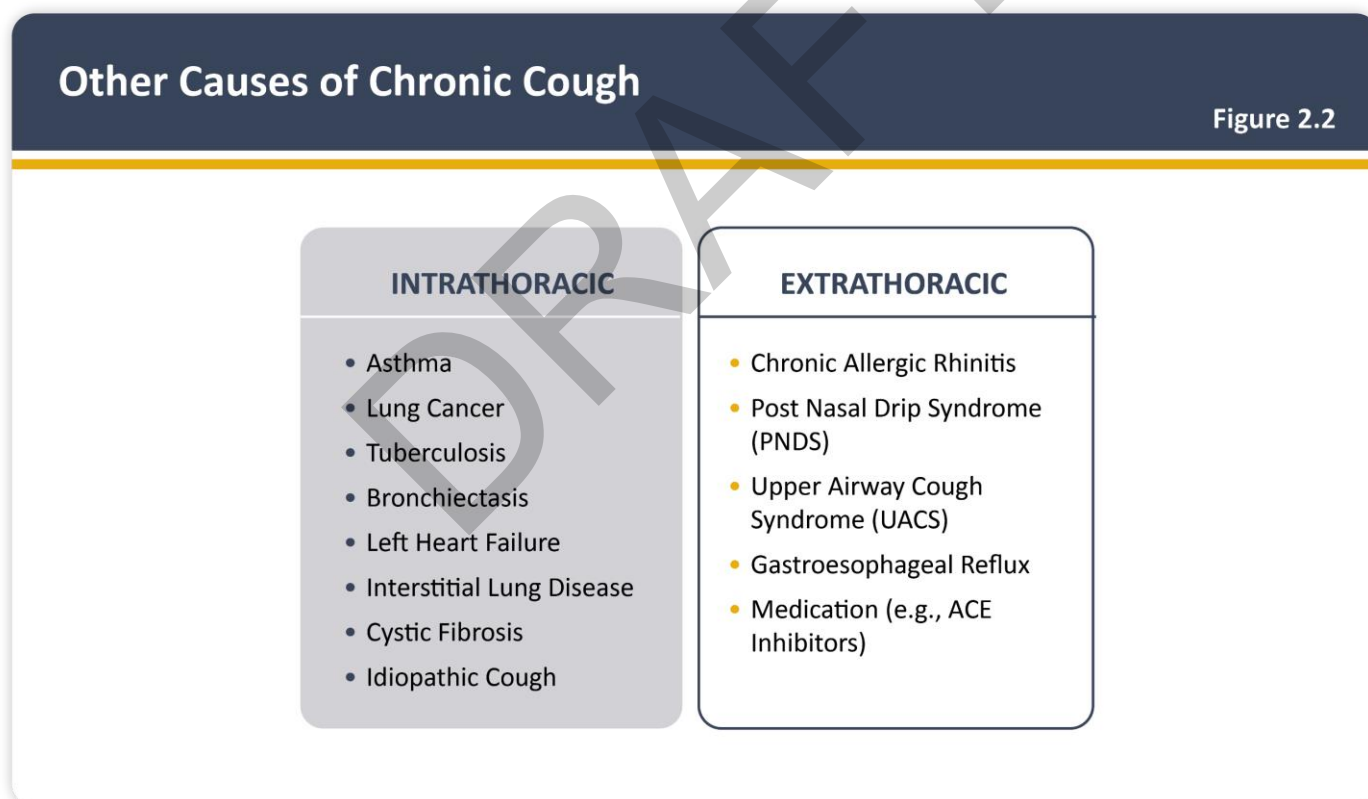 Other Causes of Chronic Cough
Figure 2.2
INTRATHORACIC
• Asthma
• Lung Cancer
• Tuberculosis
• Bronchiectasis
• Left Heart Failure
• Interstitial Lung Disease
• Cystic Fibrosis
• Idiopathic Cough
EXTRATHORACIC
• Chronic Allergic Rhinitis
• Post Nasal Drip Syndrome
(PNDS)
• Upper Airway Cough
Syndrome (UACS)
• Gastroesophageal Reflux
• Medication (e.g., ACE
Inhibitors)
DRAFT